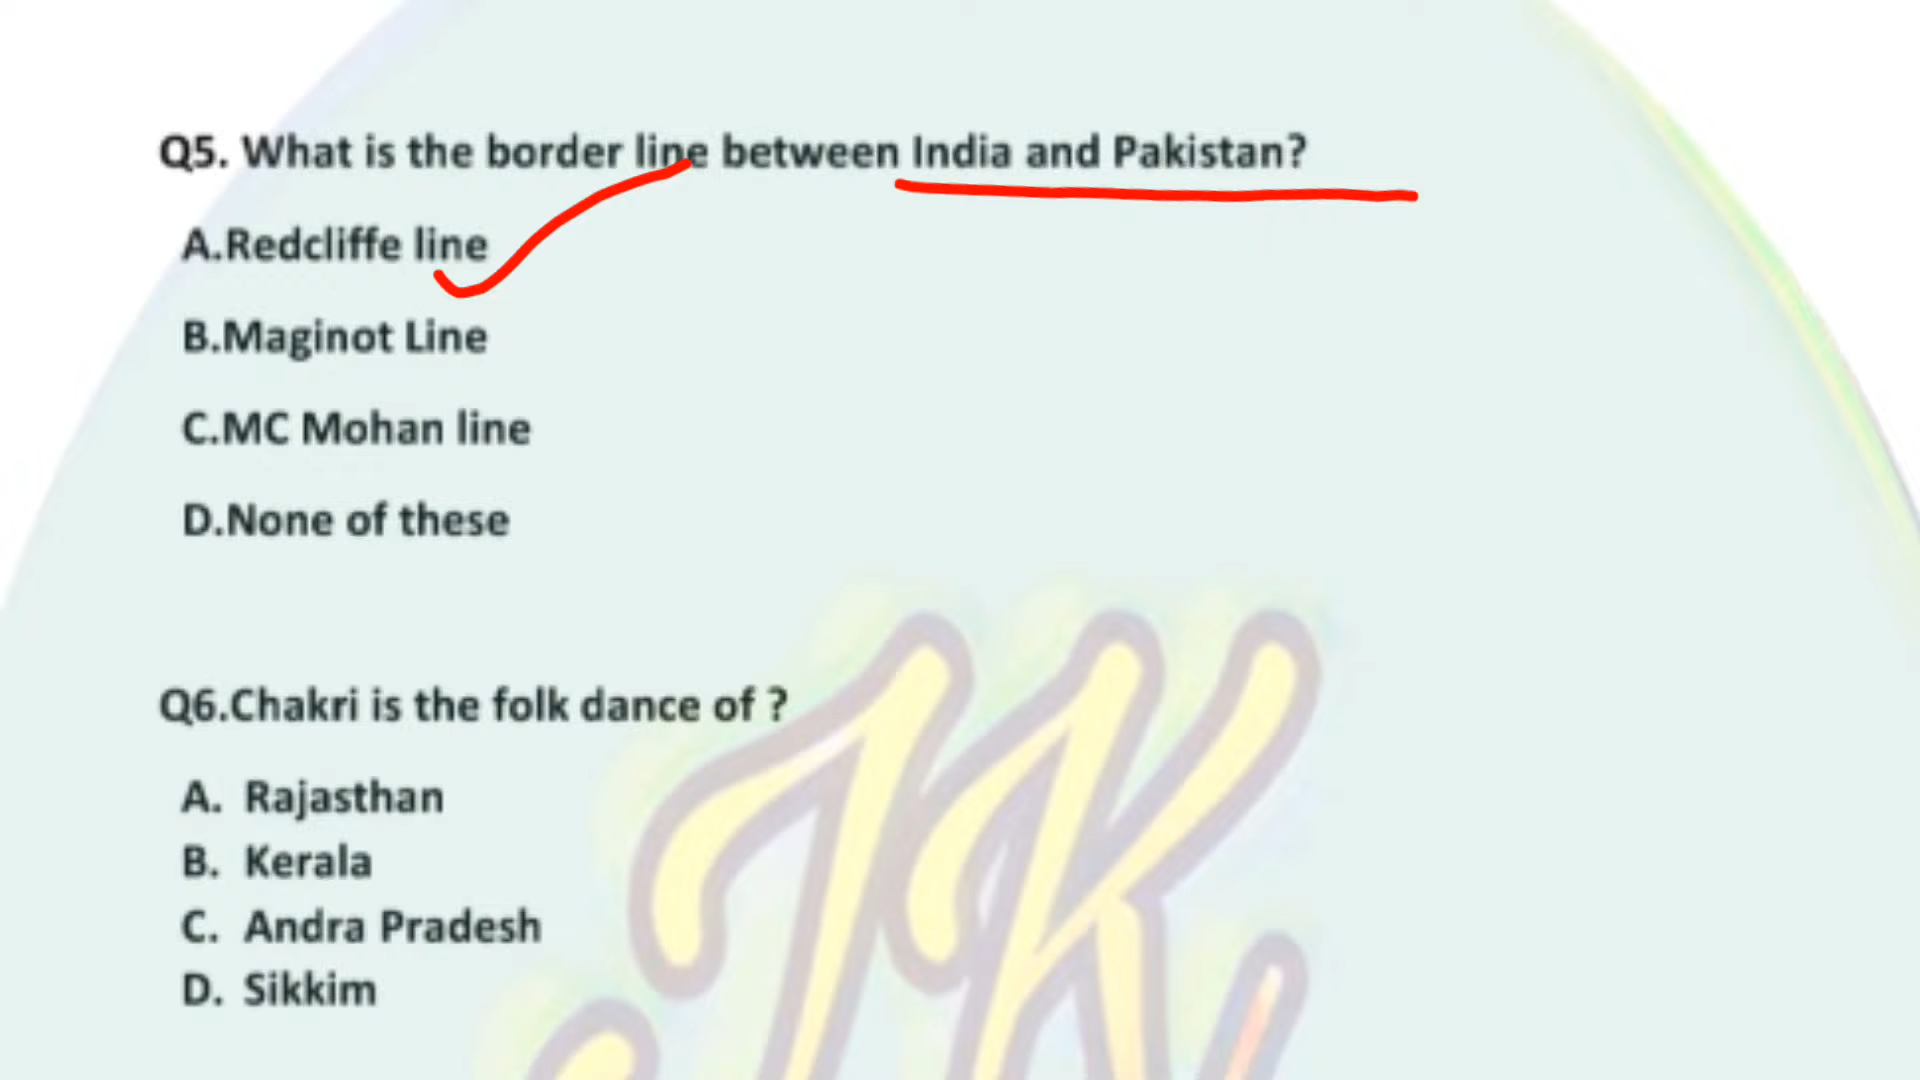 Q5. What is the border line between India and Pakistan?
A.Redcliffe line
B.Maginot Line
C.MC Mohan line
D.None of these
Q6.Chakri is the folk dance of ?
A. Rajasthan
B. Kerala
C. Andra Pradesh
D. Sikkim
JK